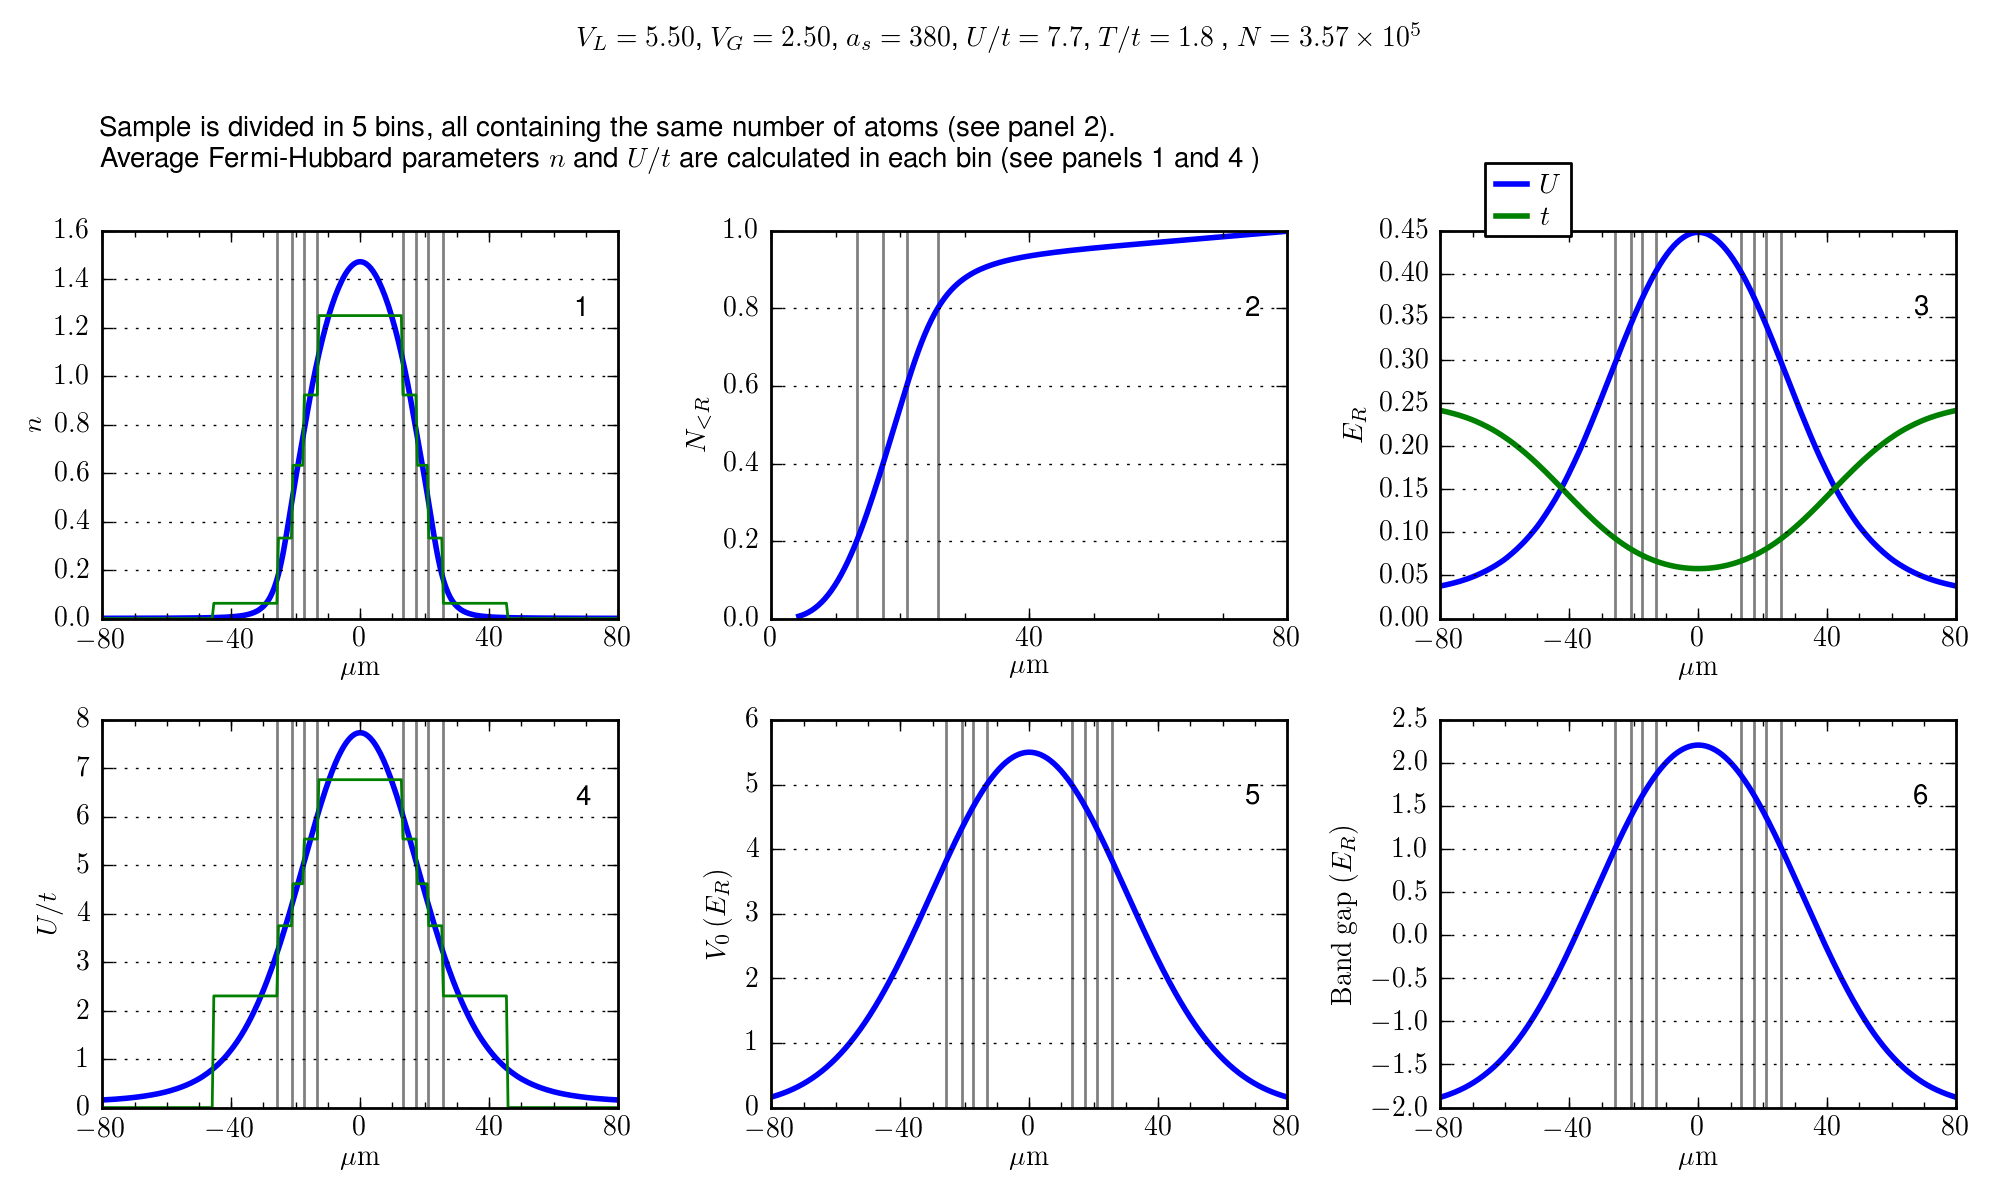 V_L = 5.50, V_G = 2.50, a_s = 380, U/t = 7.7, T/t = 1.8 , N = 3.57 × 10^5
Sample is divided in 5 bins, all containing the same number of atoms (see panel 2).
Average Fermi-Hubbard parameters n and U/t are calculated in each bin (see panels 1 and 4 )
U
t
1.6
1.4
1.2
1.0
0.8
0.6
0.4
0.2
0.0
n
1
−80 −40 0 40 80
μm
1.0
0.8
0.6
0.4
0.2
0.0
N_{<R}
2
0 40 80
μm
0.45
0.40
0.35
0.30
0.25
0.20
0.15
0.10
0.05
0.00
E_R
3
−80 −40 0 40 80
μm
8
7
6
5
4
3
2
1
0
U/t
4
−80 −40 0 40 80
μm
6
5
4
3
2
1
0
V_0 (E_R)
5
−80 −40 0 40 80
μm
2.5
2.0
1.5
1.0
0.5
0.0
−0.5
−1.0
−1.5
−2.0
Band gap (E_R)
6
−80 −40 0 40 80
μm